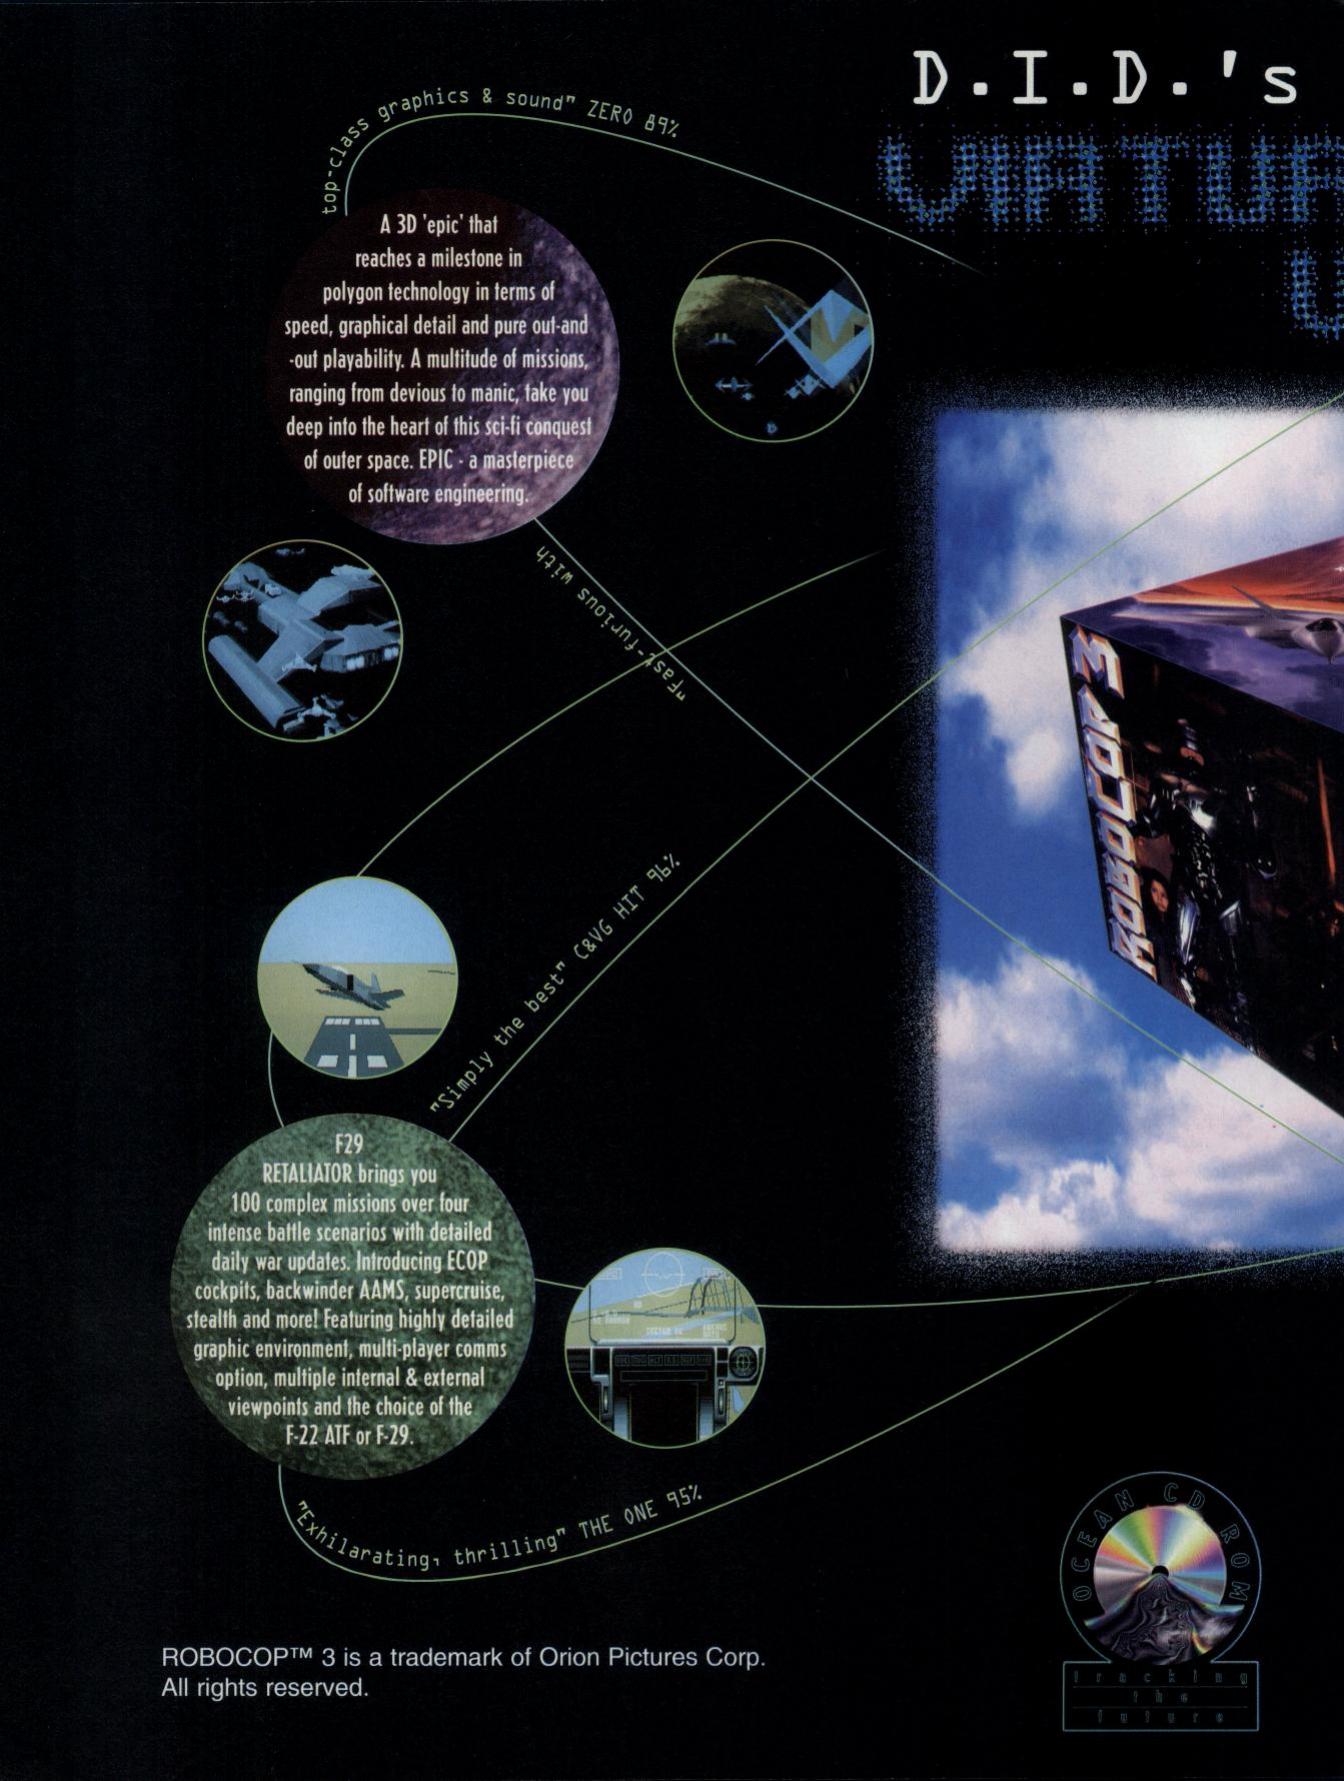 D.I.D.'s
VIRTUA
top-class graphics & sound" ZERO 89%
A 3D 'epic' that
reaches a milestone in
polygon technology in terms of
speed, graphical detail and pure out-and
-out playability. A multitude of missions,
ranging from devious to manic, take you
deep into the heart of this sci-fi conquest
of outer space. EPIC - a masterpiece
of software engineering.
"Fast-furious with
ROBOCOP 3
"Simply the best" C&VG HIT 96%
F29
RETALIATOR brings you
100 complex missions over four
intense battle scenarios with detailed
daily war updates. Introducing ECOP
cockpits, backwinder AAMS, supercruise,
stealth and more! Featuring highly detailed
graphic environment, multi-player comms
option, multiple internal & external
viewpoints and the choice of the
F-22 ATF or F-29.
"Exhilarating, thrilling" THE ONE 95%
OCEAN CD ROM
tracking
the
future
ROBOCOP™ 3 is a trademark of Orion Pictures Corp.
All rights reserved.